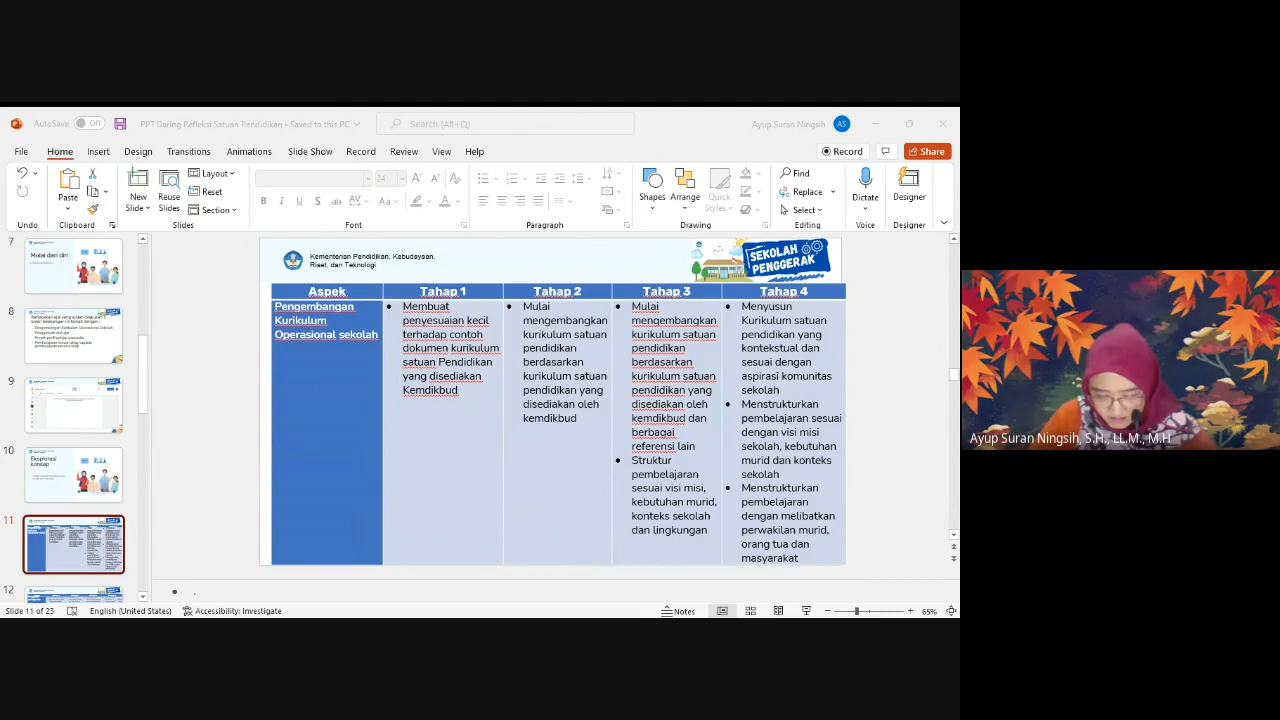 AutoSave Off PPT Daring Refleksi Satuan Pendidikan • Saved to this PC Search (Alt+Q) Ayup Suran Ningsih AS
File Home Insert Design Transitions Animations Slide Show Record Review View Help Record Share
Undo
Paste
Clipboard
New
Slide
Reuse
Slides
Layout
Reset
Section
Slides
24
Font
Paragraph
Shapes
Arrange
Quick
Styles
Drawing
Find
Replace
Select
Editing
Dictate
Voice
Designer
Designer
7
Mulai dari diri
8
9
10
Eksplorasi
konsep
11
12
Kementerian Pendidikan, Kebudayaan,
Riset, dan Teknologi
SEKOLAH
PENGGERAK
Aspek Tahap 1 Tahap 2 Tahap 3 Tahap 4
Pengembangan
Kurikulum
Operasional sekolah
• Membuat
penyesuaian kecil
terhadap contoh
dokumen kurikulum
satuan Pendidikan
yang disediakan
Kemdikbud
• Mulai
mengembangkan
kurikulum satuan
pendidikan
berdasarkan
kurikulum satuan
pendidikan yang
disediakan oleh
kemdikbud
• Mulai
mengembangkan
kurikulum satuan
pendidikan
berdasarkan
kurikulum satuan
pendidikan yang
disediakan oleh
kemdikbud dan
berbagai
referensi lain
• Struktur
pembelajaran
sesuai visi misi,
kebutuhan murid,
konteks sekolah
dan lingkungan
• Menyusun
Kurikulum satuan
pendidikan yang
kontekstual dan
sesuai dengan
aspirasi komunitas
sekolah
• Menstrukturkan
pembelajaran sesuai
dengan visi misi
sekolah, kebutuhan
murid dan konteks
sekolah
• Menstrukturkan
pembelajaran
dengan melibatkan
perwakilan murid,
orang tua dan
masyarakat
• .
Slide 11 of 23 English (United States) Accessibility: Investigate Notes 65%
Ayup Suran Ningsih, S.H., LL.M., M.H